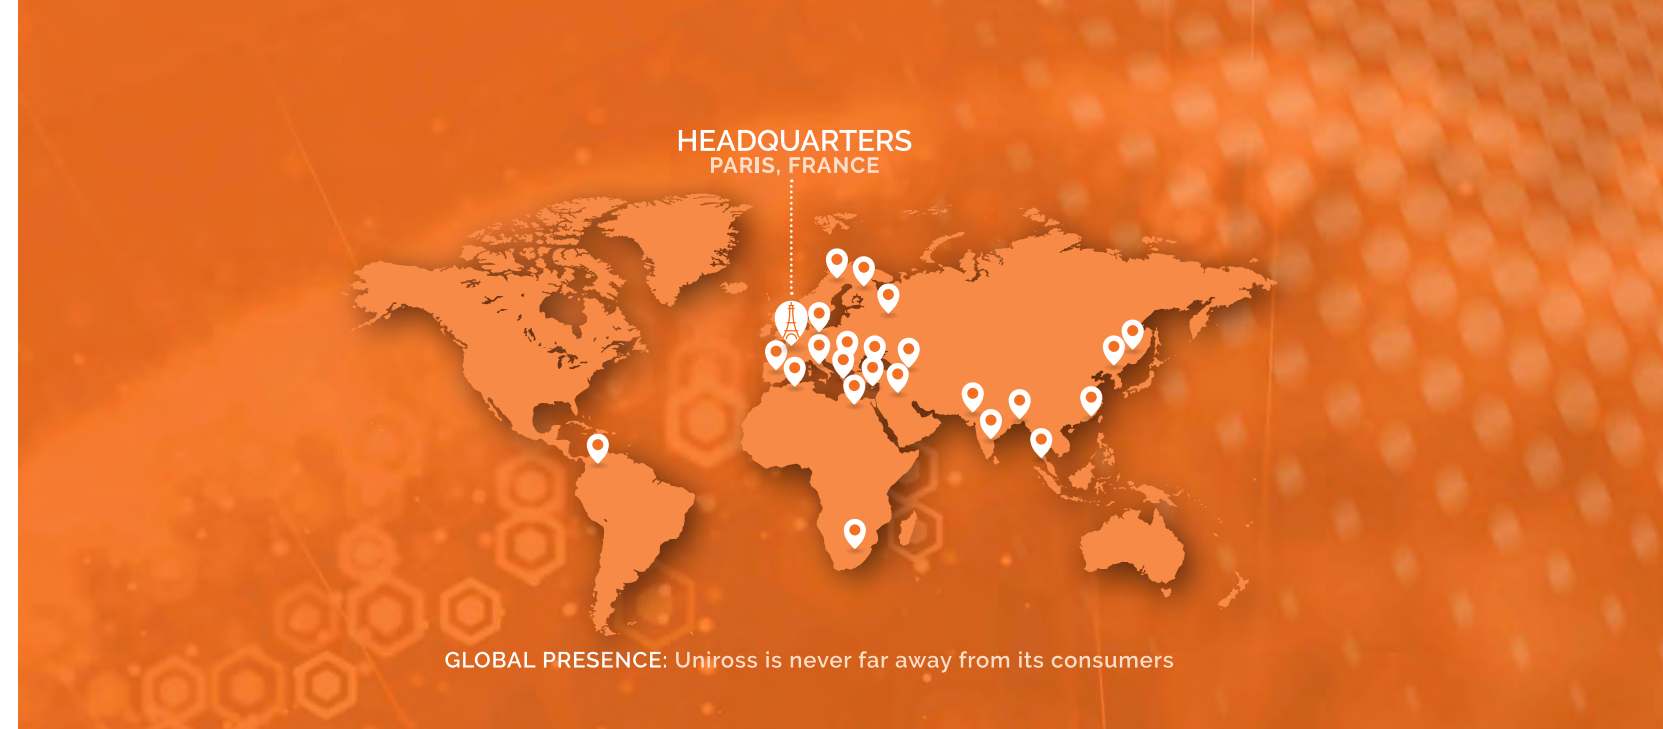 HEADQUARTERS
PARIS, FRANCE
GLOBAL PRESENCE: Uniross is never far away from its consumers